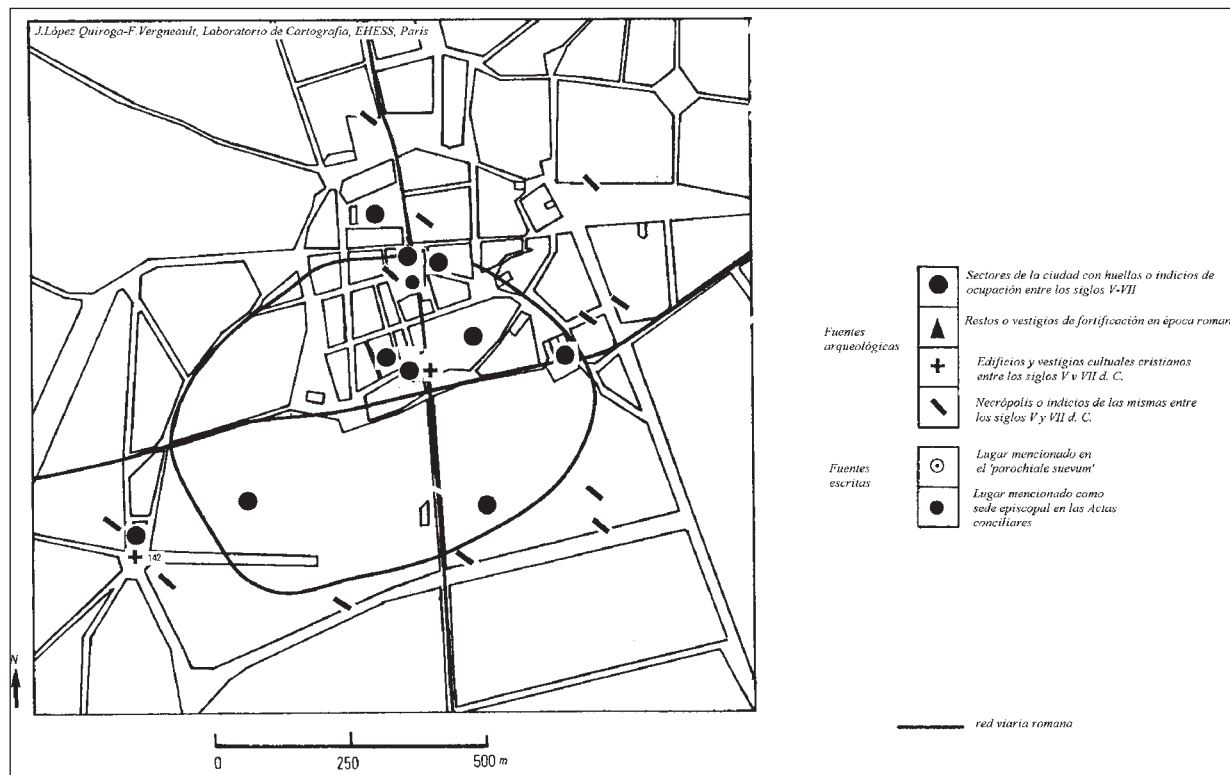 J.López Quiroga-F.Vergneault, Laboratorio de Cartografia, EHESS, Paris
142
N
0 250 500 m
Fuentes
arqueológicas
Sectores de la ciudad con huellas o indicios de
ocupación entre los siglos V-VII
Restos o vestigios de fortificación en época roman
Edificios y vestigios cultuales cristianos
entre los siglos V v VII d. C.
Necrópolis o indicios de las mismas entre
los siglos V y VII d. C.
Fuentes
escritas
Lugar mencionado en
el 'parochiale suevum'
Lugar mencionado como
sede episcopal en las Actas
conciliares
red viaria romana